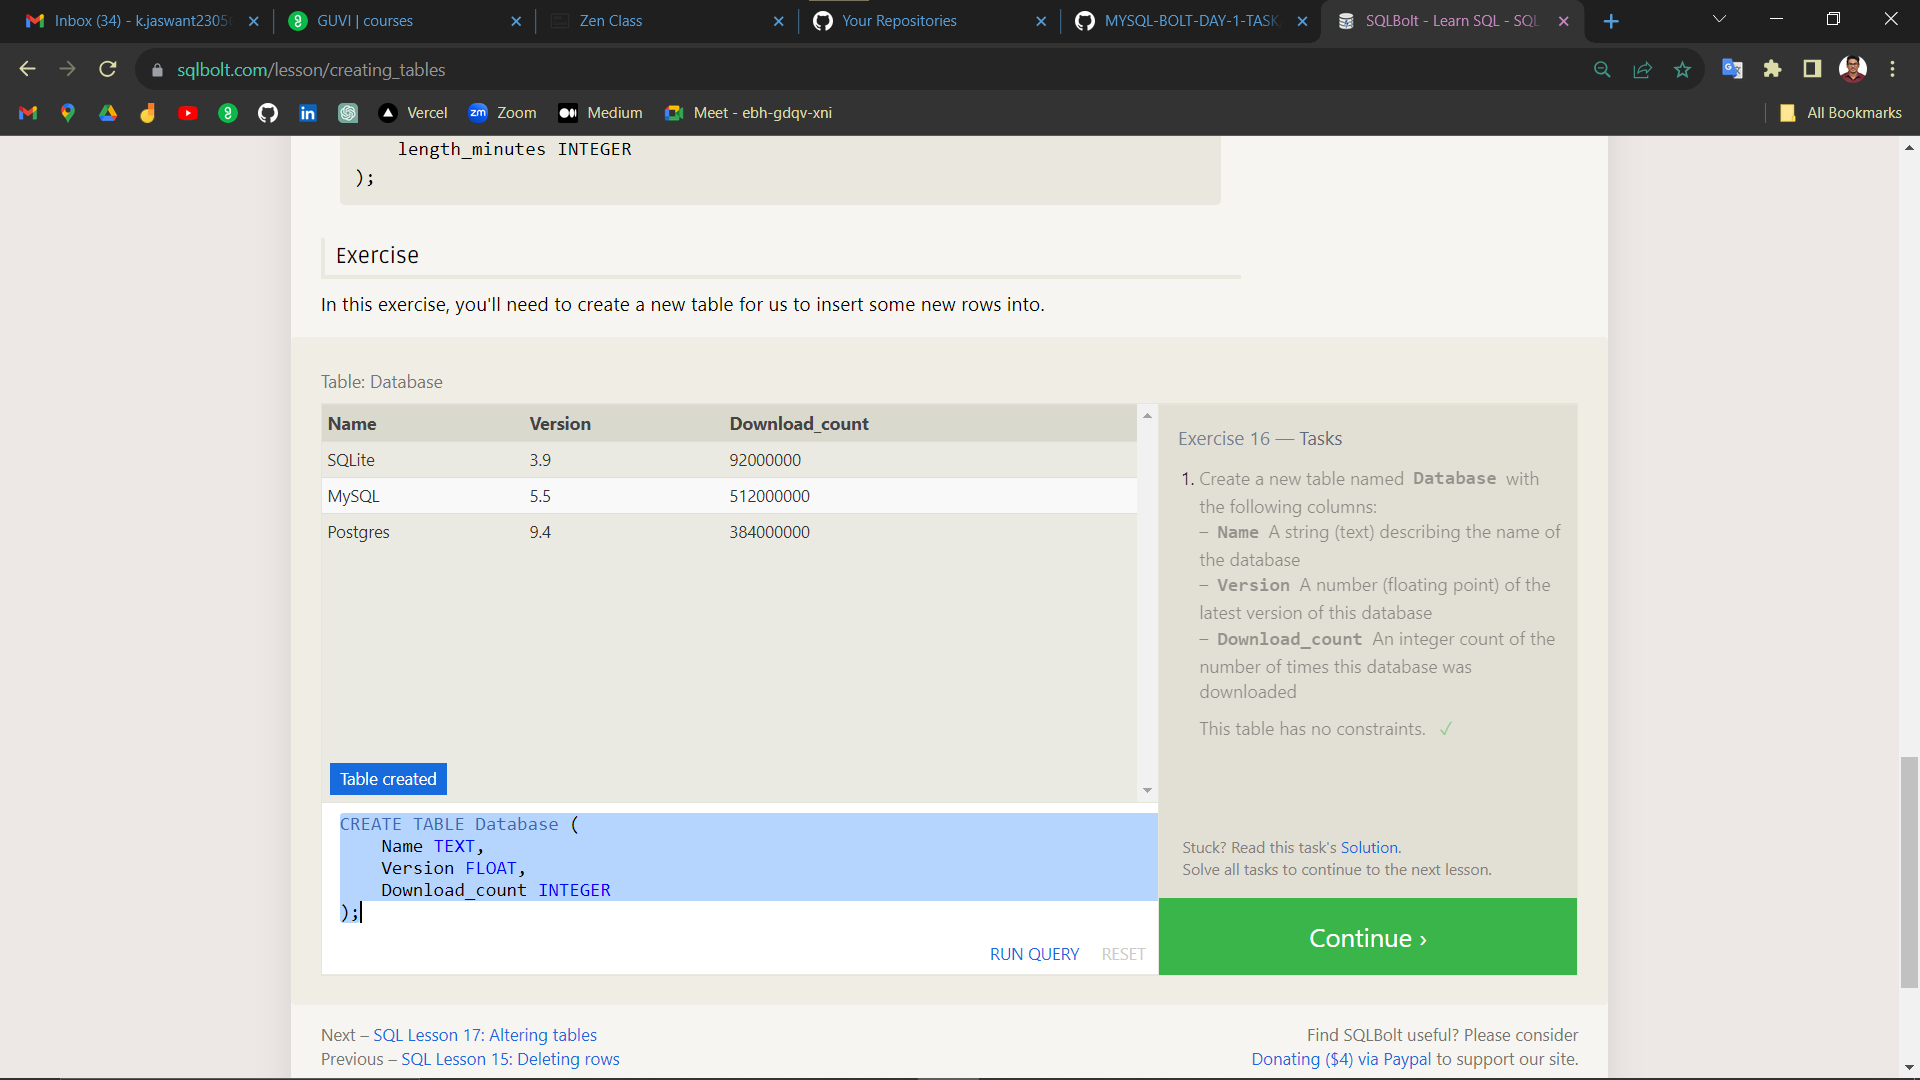 Inbox (34) - k.jaswant2305
GUVI | courses
Zen Class
Your Repositories
MYSQL-BOLT-DAY-1-TASK
SQLBolt - Learn SQL - SQL
sqlbolt.com/lesson/creating_tables
Vercel
Zoom
Medium
Meet - ebh-gdqv-xni
All Bookmarks
length_minutes INTEGER
);
Exercise
In this exercise, you'll need to create a new table for us to insert some new rows into.
Table: Database
Name Version Download_count
SQLite 3.9 92000000
MySQL 5.5 512000000
Postgres 9.4 384000000
Table created
CREATE TABLE Database (
Name TEXT,
Version FLOAT,
Download_count INTEGER
);
RUN QUERY RESET
Exercise 16 — Tasks
1. Create a new table named Database with
the following columns:
– Name A string (text) describing the name of
the database
– Version A number (floating point) of the
latest version of this database
– Download_count An integer count of the
number of times this database was
downloaded
This table has no constraints. ✓
Stuck? Read this task's Solution.
Solve all tasks to continue to the next lesson.
Continue ›
Next – SQL Lesson 17: Altering tables
Previous – SQL Lesson 15: Deleting rows
Find SQLBolt useful? Please consider
Donating ($4) via Paypal to support our site.